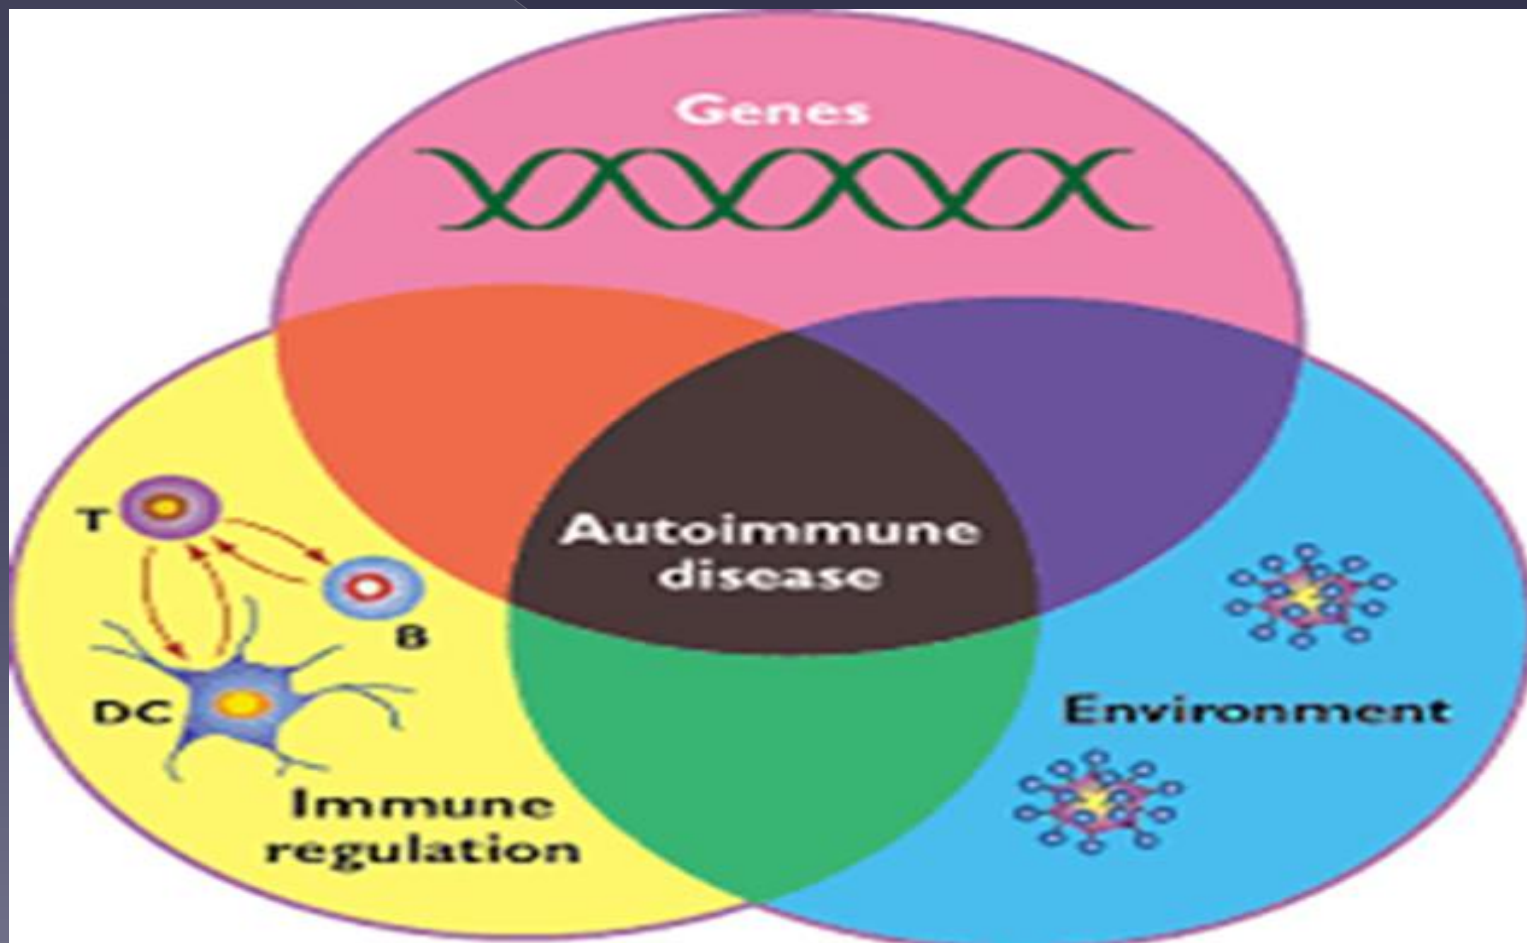 Genes
Autoimmune
disease
T
B
DC
Environment
Immune
regulation